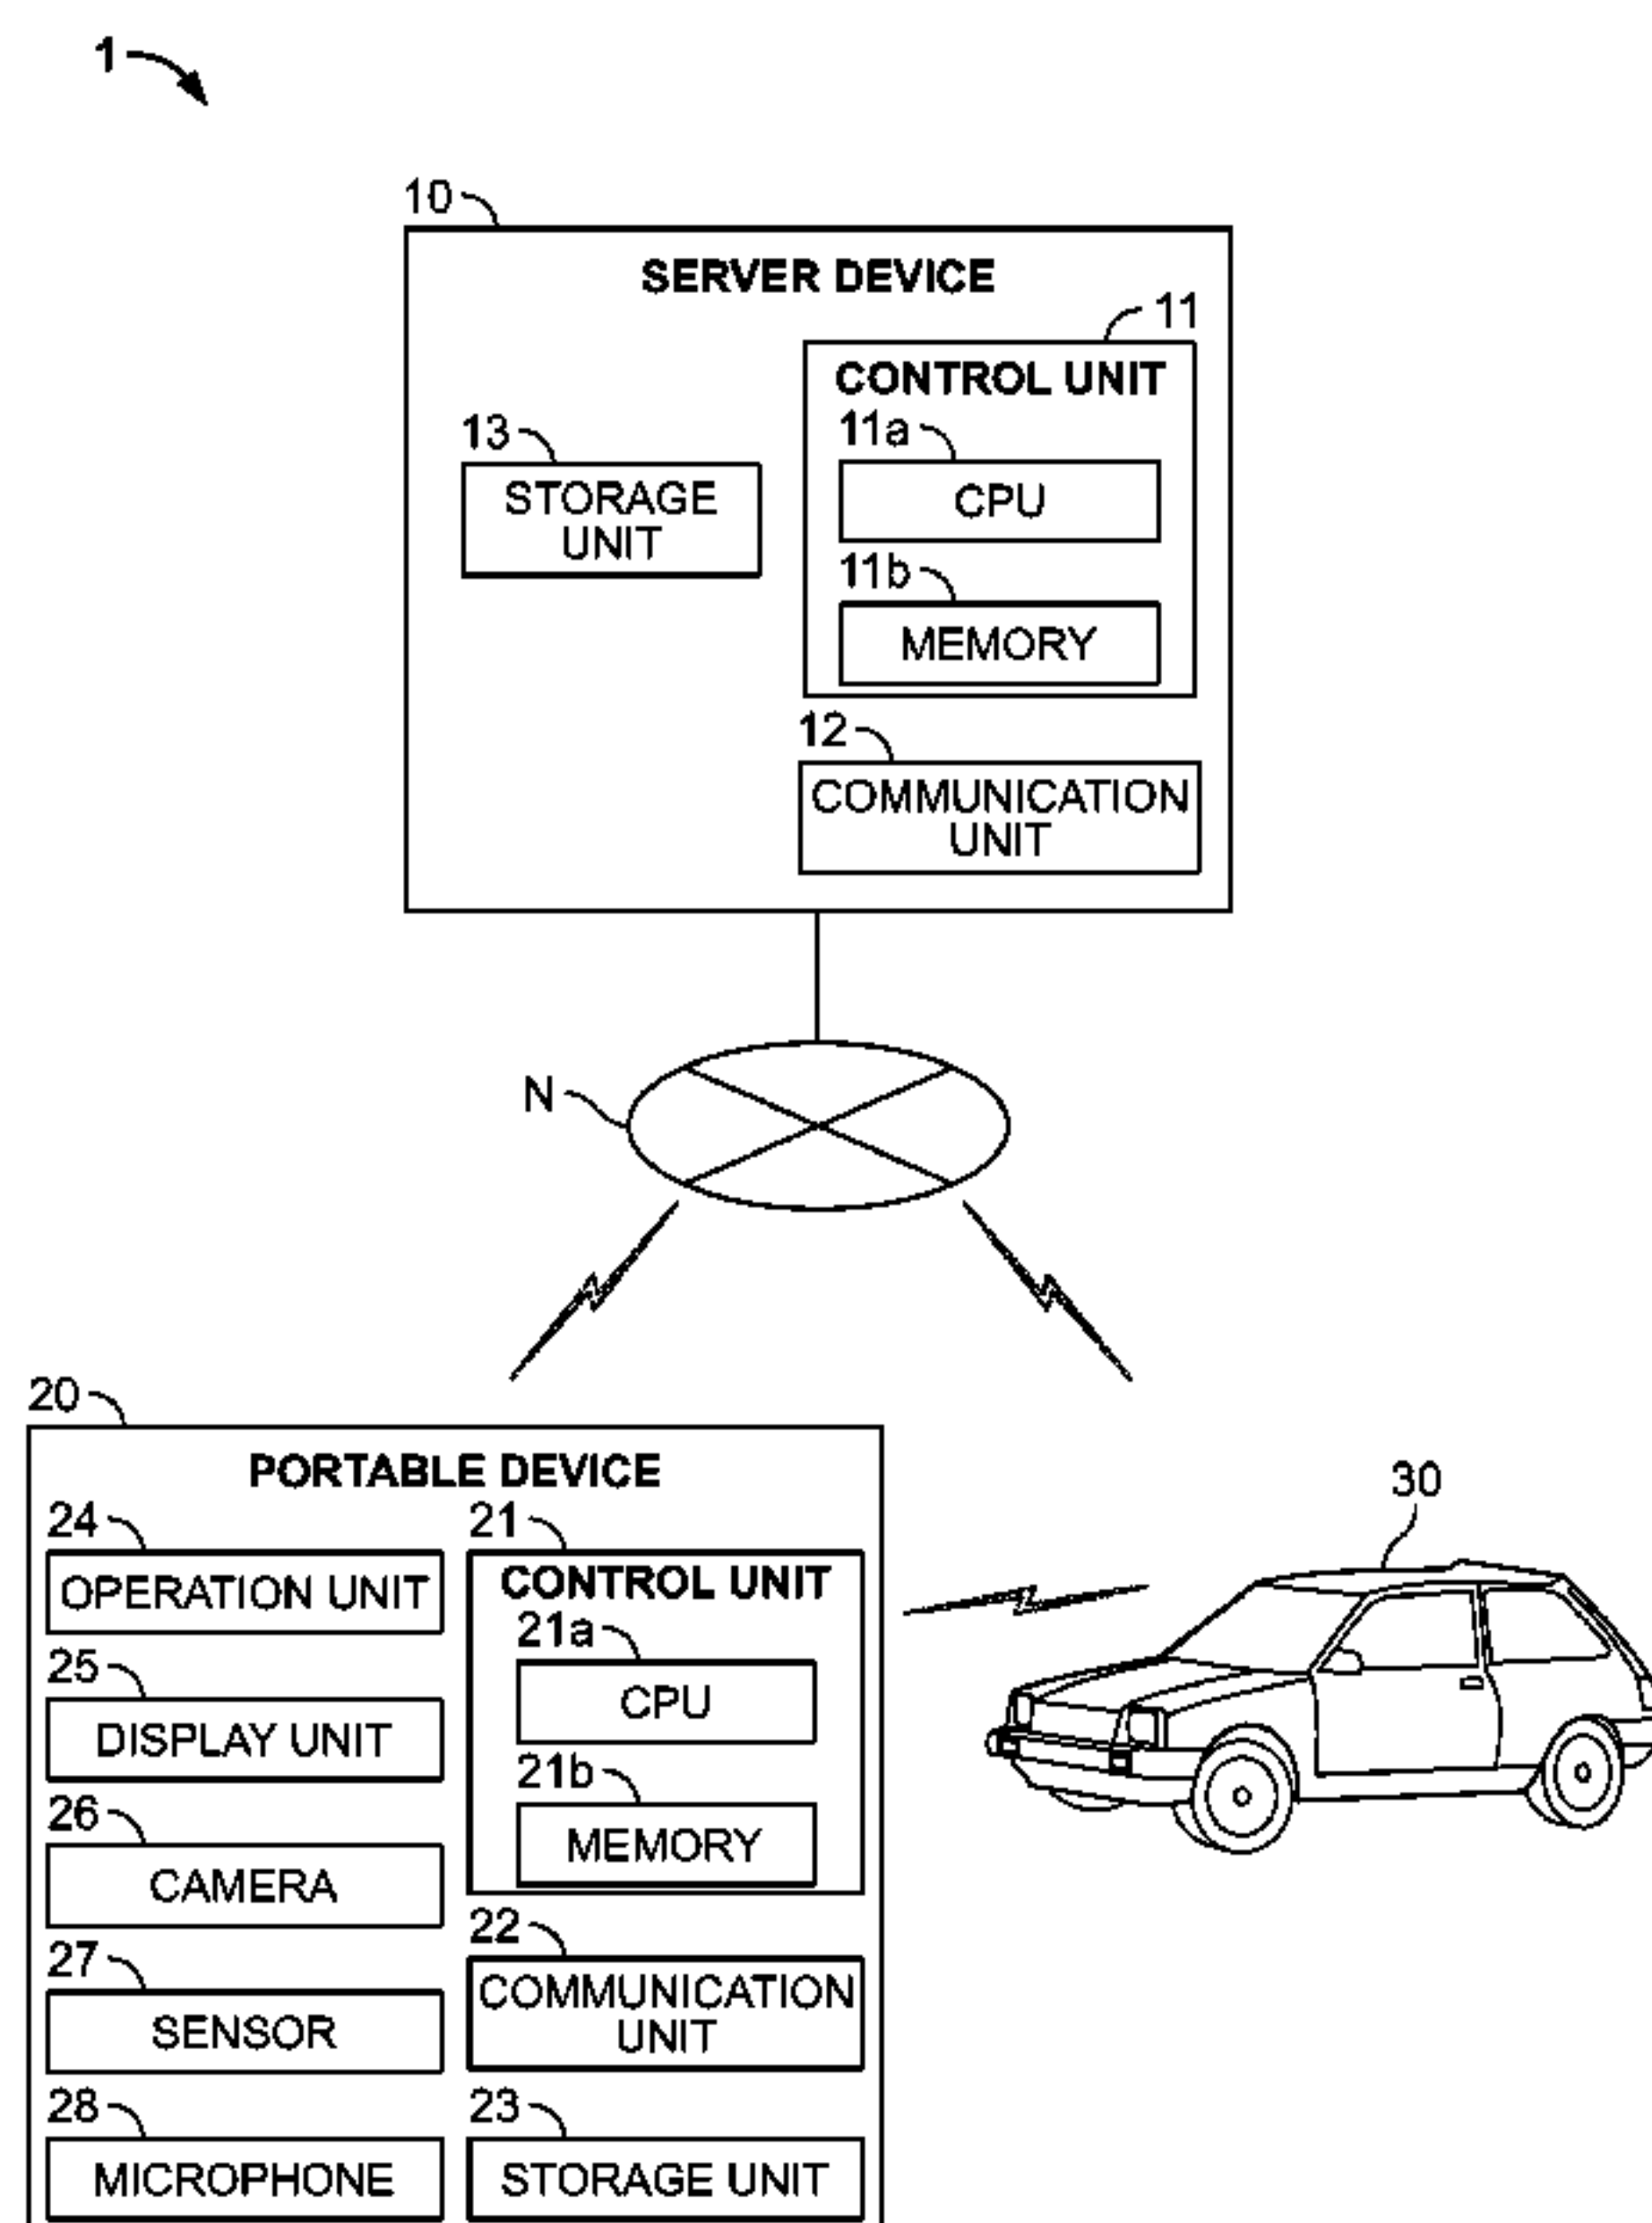 1
10
SERVER DEVICE
11
CONTROL UNIT
13
STORAGE
UNIT
11a
CPU
11b
MEMORY
12
COMMUNICATION
UNIT
N
20
PORTABLE DEVICE
24
OPERATION UNIT
25
DISPLAY UNIT
26
CAMERA
27
SENSOR
28
MICROPHONE
21
CONTROL UNIT
21a
CPU
21b
MEMORY
22
COMMUNICATION
UNIT
23
STORAGE UNIT
30